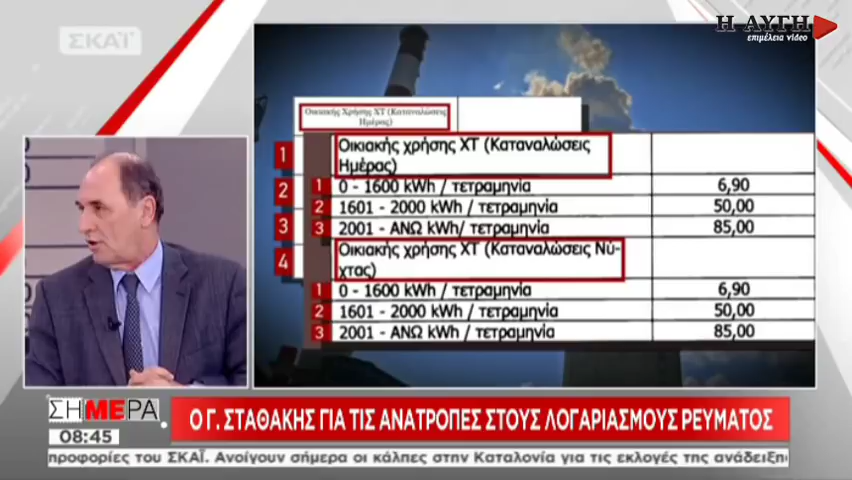 ΣΚΑΪ
Η ΑΥΓΗ
επιμέλεια video
Οικιακής Χρήσης ΧΤ (Καταναλώσεις
Ημέρας)
1
Οικιακής χρήσης ΧΤ (Καταναλώσεις
Ημέρας)
2
1 0 - 1600 kWh / τετραμηνία 6,90
2 1601 - 2000 kWh / τετραμηνία 50,00
3
3 2001 - ΑΝΩ kWh/ τετραμηνία 85,00
4
Οικιακής χρήσης ΧΤ (Καταναλώσεις Νύ-
χτας)
1 0 - 1600 kWh / τετραμηνία 6,90
2 1601 - 2000 kWh / τετραμηνία 50,00
3 2001 - ΑΝΩ kWh / τετραμηνία 85,00
ΣΗΜΕΡΑ
Ο Γ. ΣΤΑΘΑΚΗΣ ΓΙΑ ΤΙΣ ΑΝΑΤΡΟΠΕΣ ΣΤΟΥΣ ΛΟΓΑΡΙΑΣΜΟΥΣ ΡΕΥΜΑΤΟΣ
08:45
προφορίες του ΣΚΑΪ. Ανοίγουν σήμερα οι κάλπες στην Καταλονία για τις εκλογές της ανάδειξη